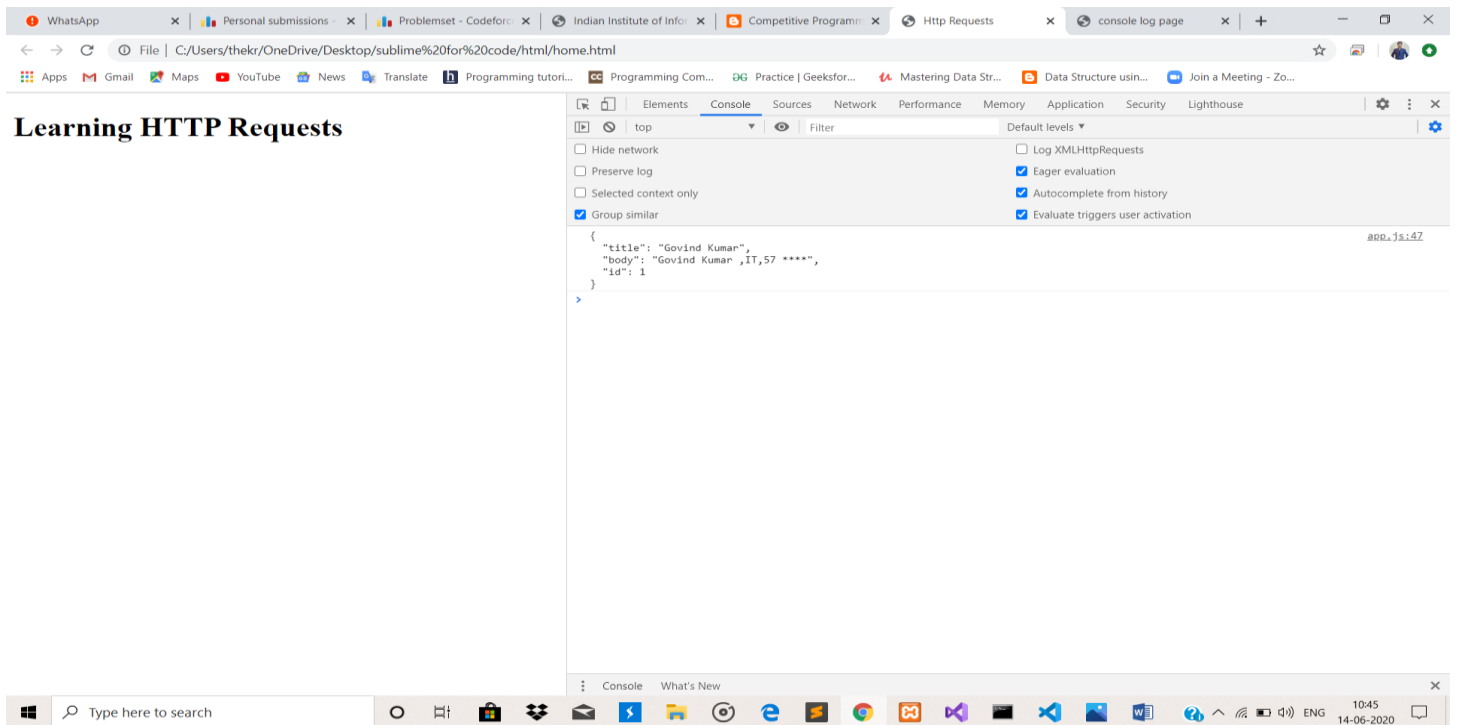 WhatsApp
Personal submissions -
Problemset - Codeforc
Indian Institute of Infor
Competitive Programm
Http Requests
console log page
File | C:/Users/thekr/OneDrive/Desktop/sublime%20for%20code/html/home.html
Apps Gmail Maps YouTube News Translate Programming tutori... Programming Com... Practice | Geeksfor... Mastering Data Str... Data Structure usin... Join a Meeting - Zo...
Learning HTTP Requests
Elements Console Sources Network Performance Memory Application Security Lighthouse
top Filter Default levels
Hide network Log XMLHttpRequests
Preserve log Eager evaluation
Selected context only Autocomplete from history
Group similar Evaluate triggers user activation
{ app.js:47
"title": "Govind Kumar",
"body": "Govind Kumar ,IT,57 ****",
"id": 1
}
>
Console What's New
Type here to search
ENG
10:45
14-06-2020